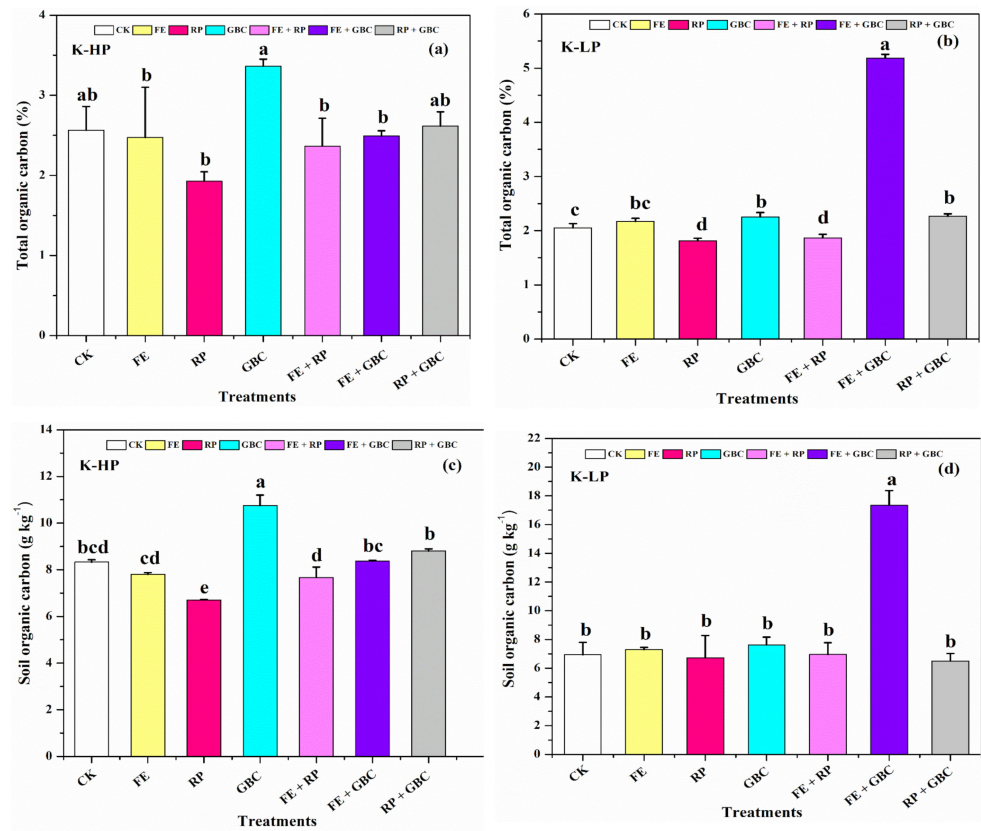 CK FE RP GBC FE + RP FE + GBC RP + GBC
K-HP
(a)
4
3
2
1
0
Total organic carbon (%)
ab
b
b
a
b
b
ab
CK
FE
RP
GBC
FE + RP
FE + GBC
RP + GBC
Treatments
CK FE RP GBC FE + RP FE + GBC RP + GBC
K-LP
(b)
6
5
4
3
2
1
0
Total organic carbon (%)
c
bc
d
b
d
a
b
CK
FE
RP
GBC
FE + RP
FE + GBC
RP + GBC
Treatments
CK FE RP GBC FE + RP FE + GBC RP + GBC
K-HP
(c)
14
12
10
8
6
4
2
0
Soil organic carbon (g kg⁻¹)
bcd
cd
e
a
d
bc
b
CK
FE
RP
GBC
FE + RP
FE + GBC
RP + GBC
Treatments
CK FE RP GBC FE + RP FE + GBC RP + GBC
K-LP
(d)
22
20
18
16
14
12
10
8
6
4
2
0
Soil organic carbon (g kg⁻¹)
b
b
b
b
b
a
b
CK
FE
RP
GBC
FE + RP
FE + GBC
RP + GBC
Treatments